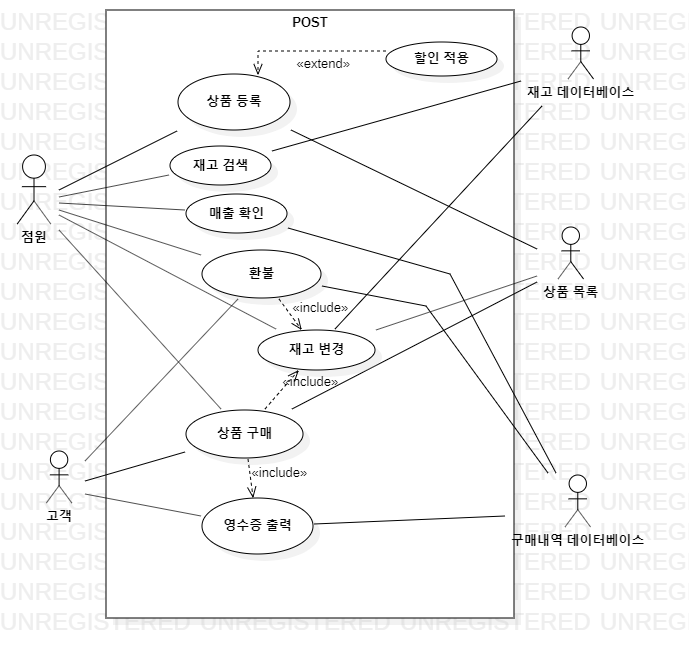 POST
할인 적용
«extend»
상품 등록
재고 데이터베이스
재고 검색
매출 확인
점원
환불
상품 목록
«include»
재고 변경
«include»
상품 구매
«include»
고객
영수증 출력
구매내역 데이터베이스
UNREGISTERED